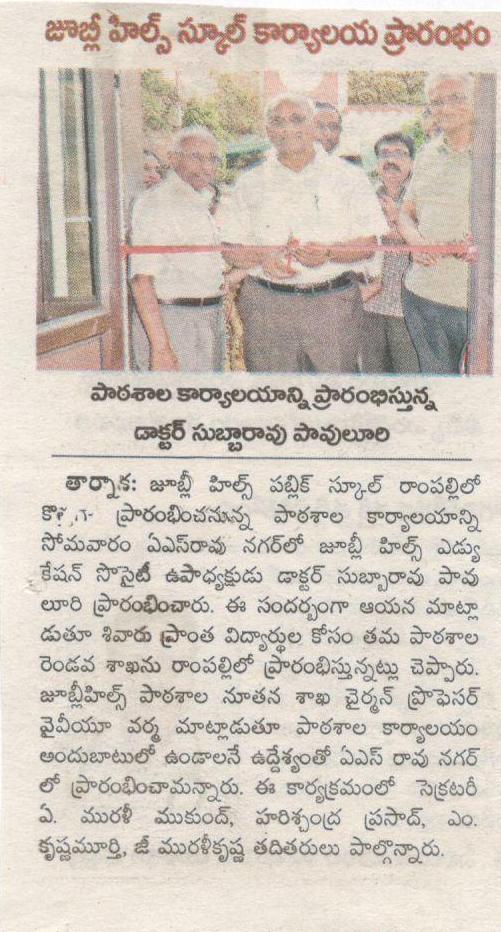 జూబ్లీ హిల్స్ స్కూల్ కార్యాలయ ప్రారంభం
పాఠశాల కార్యాలయాన్ని ప్రారంభిస్తున్న
డాక్టర్ సుబ్బారావు పావులూరి
తార్నాక: జూబ్లీ హిల్స్ పబ్లిక్ స్కూల్ రాంపల్లిలో
ప్రారంభించనున్న పాఠశాల కార్యాలయాన్ని
సోమవారం ఏఎస్‌రావు నగర్‌లో జూబ్లీ హిల్స్ ఎడ్యు
కేషన్ సొసైటీ ఉపాధ్యక్షుడు డాక్టర్ సుబ్బారావు పావు
లూరి ప్రారంభించారు. ఈ సందర్భంగా ఆయన మాట్లా
డుతూ శివారు ప్రాంత విద్యార్థుల కోసం తమ పాఠశాల
రెండవ శాఖను రాంపల్లిలో ప్రారంభిస్తున్నట్లు చెప్పారు.
జూబ్లీహిల్స్ పాఠశాల నూతన శాఖ చైర్మన్ ప్రొఫెసర్
వైవీయూ వర్మ మాట్లాడుతూ పాఠశాల కార్యాలయం
అందుబాటులో ఉండాలనే ఉద్దేశ్యంతో ఏఎస్ రావు నగర్
లో ప్రారంభించామన్నారు. ఈ కార్యక్రమంలో సెక్రటరీ
ఏ. మురళీ ముకుంద్, హరిశ్చంద్ర ప్రసాద్, ఎం.
కృష్ణమూర్తి, జీ మురళీకృష్ణ తదితరులు పాల్గొన్నారు.